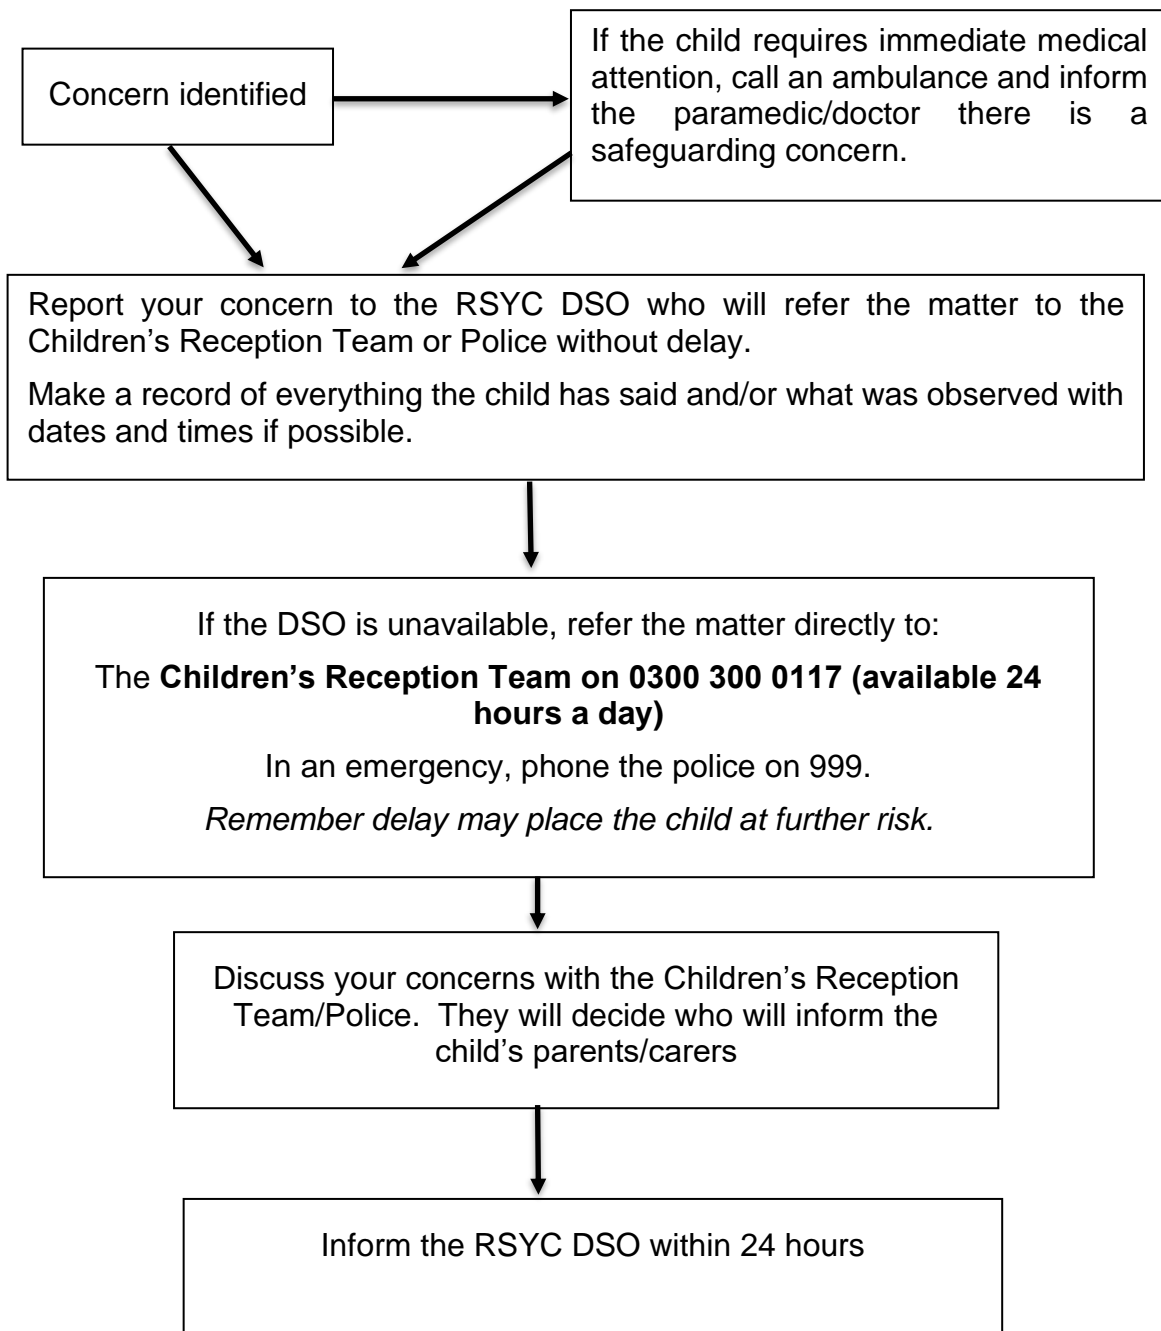 Concern identified
If the child requires immediate medical
attention, call an ambulance and inform
the paramedic/doctor there is a
safeguarding concern.
Report your concern to the RSYC DSO who will refer the matter to the
Children’s Reception Team or Police without delay.
Make a record of everything the child has said and/or what was observed with
dates and times if possible.
If the DSO is unavailable, refer the matter directly to:
The Children’s Reception Team on 0300 300 0117 (available 24
hours a day)
In an emergency, phone the police on 999.
Remember delay may place the child at further risk.
Discuss your concerns with the Children’s Reception
Team/Police.  They will decide who will inform the
child’s parents/carers
Inform the RSYC DSO within 24 hours